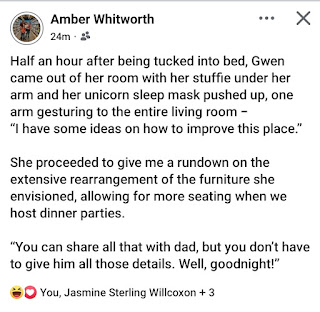 Amber Whitworth
24m ·
Half an hour after being tucked into bed, Gwen
came out of her room with her stuffie under her
arm and her unicorn sleep mask pushed up, one
arm gesturing to the entire living room –
“I have some ideas on how to improve this place.”
She proceeded to give me a rundown on the
extensive rearrangement of the furniture she
envisioned, allowing for more seating when we
host dinner parties.
“You can share all that with dad, but you don’t have
to give him all those details. Well, goodnight!”
You, Jasmine Sterling Willcoxon + 3